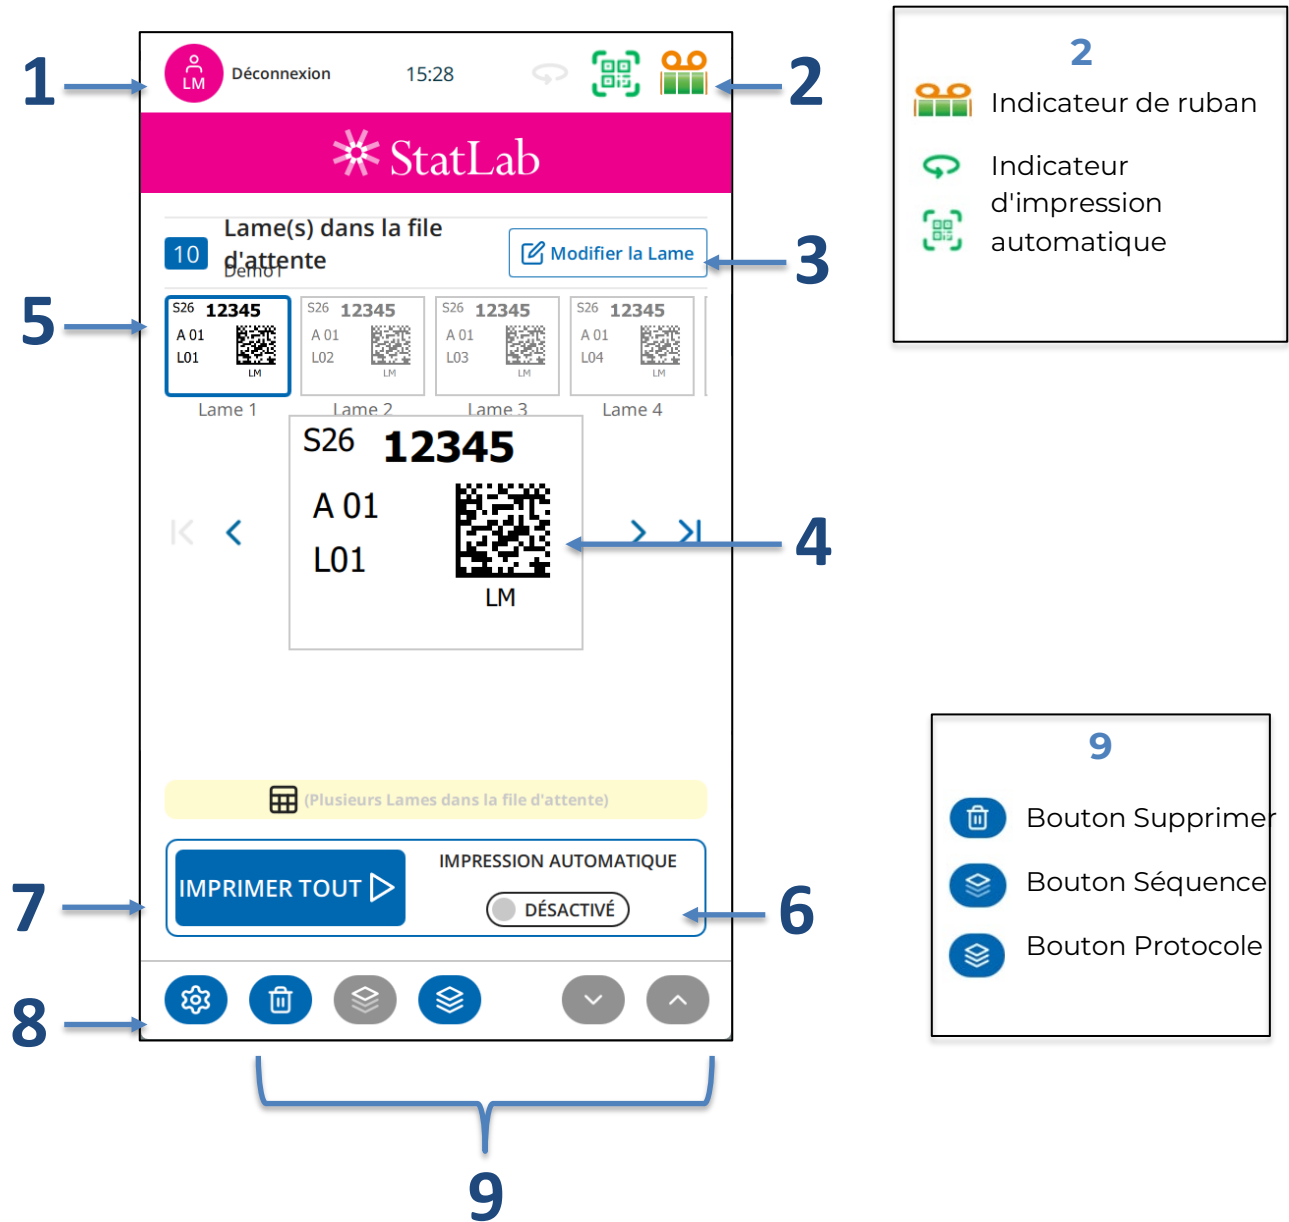 1
LM
Déconnexion
15:28
2
StatLab
10
Lame(s) dans la file
d'attente
Demo1
Modifier la Lame
3
5
S26 12345
A 01
L01
LM
S26 12345
A 01
L02
LM
S26 12345
A 01
L03
LM
S26 12345
A 01
L04
LM
Lame 1
Lame 2
Lame 3
Lame 4
S26 12345
A 01
L01
LM
4
(Plusieurs Lames dans la file d'attente)
IMPRIMER TOUT
IMPRESSION AUTOMATIQUE
DÉSACTIVÉ
7
6
8
9
2
Indicateur de ruban
Indicateur
d'impression
automatique
9
Bouton Supprimer
Bouton Séquence
Bouton Protocole